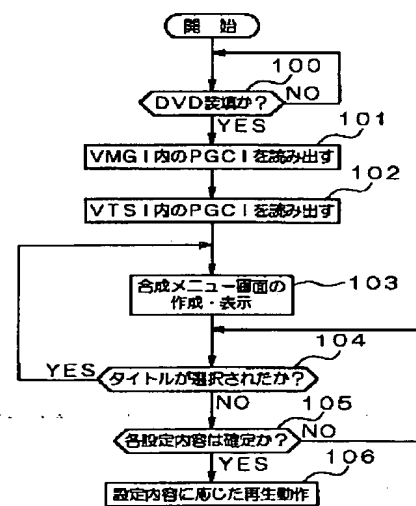 開 始
100
DVD装填か?
NO
YES
101
VMGI内のPGCIを読み出す
102
VTSI内のPGCIを読み出す
103
合成メニュー画面の
作成・表示
104
YES
タイトルが選択されたか?
NO
105
各設定内容は確定か?
NO
YES
106
設定内容に応じた再生動作